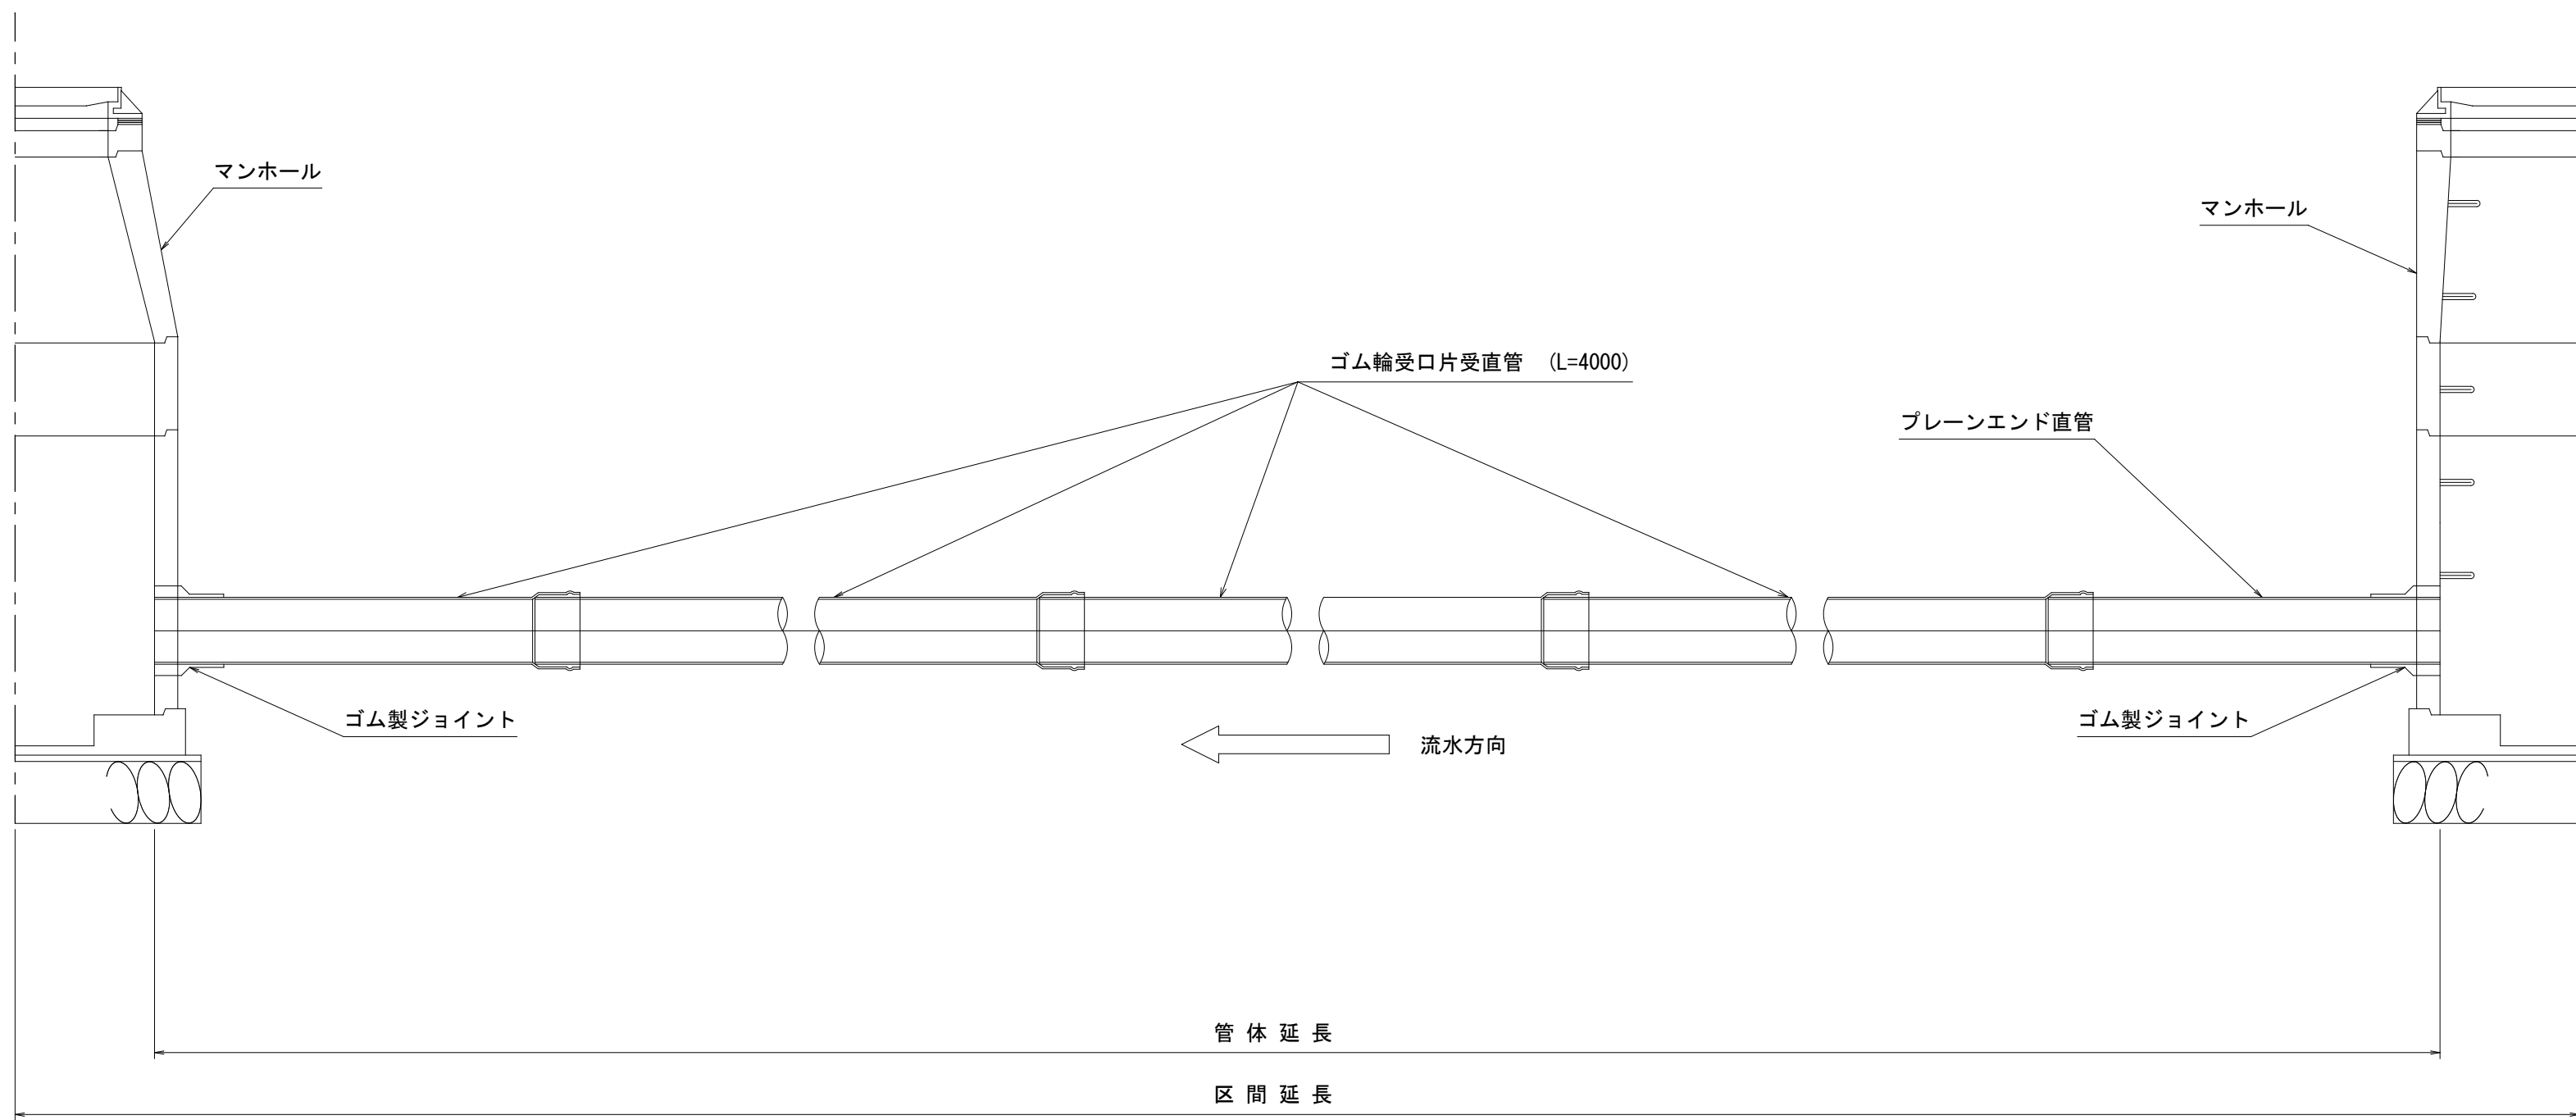 マンホール
マンホール
ゴム輪受口片受直管 (L=4000)
プレーンエンド直管
ゴム製ジョイント
ゴム製ジョイント
流水方向
管体延長
区間延長